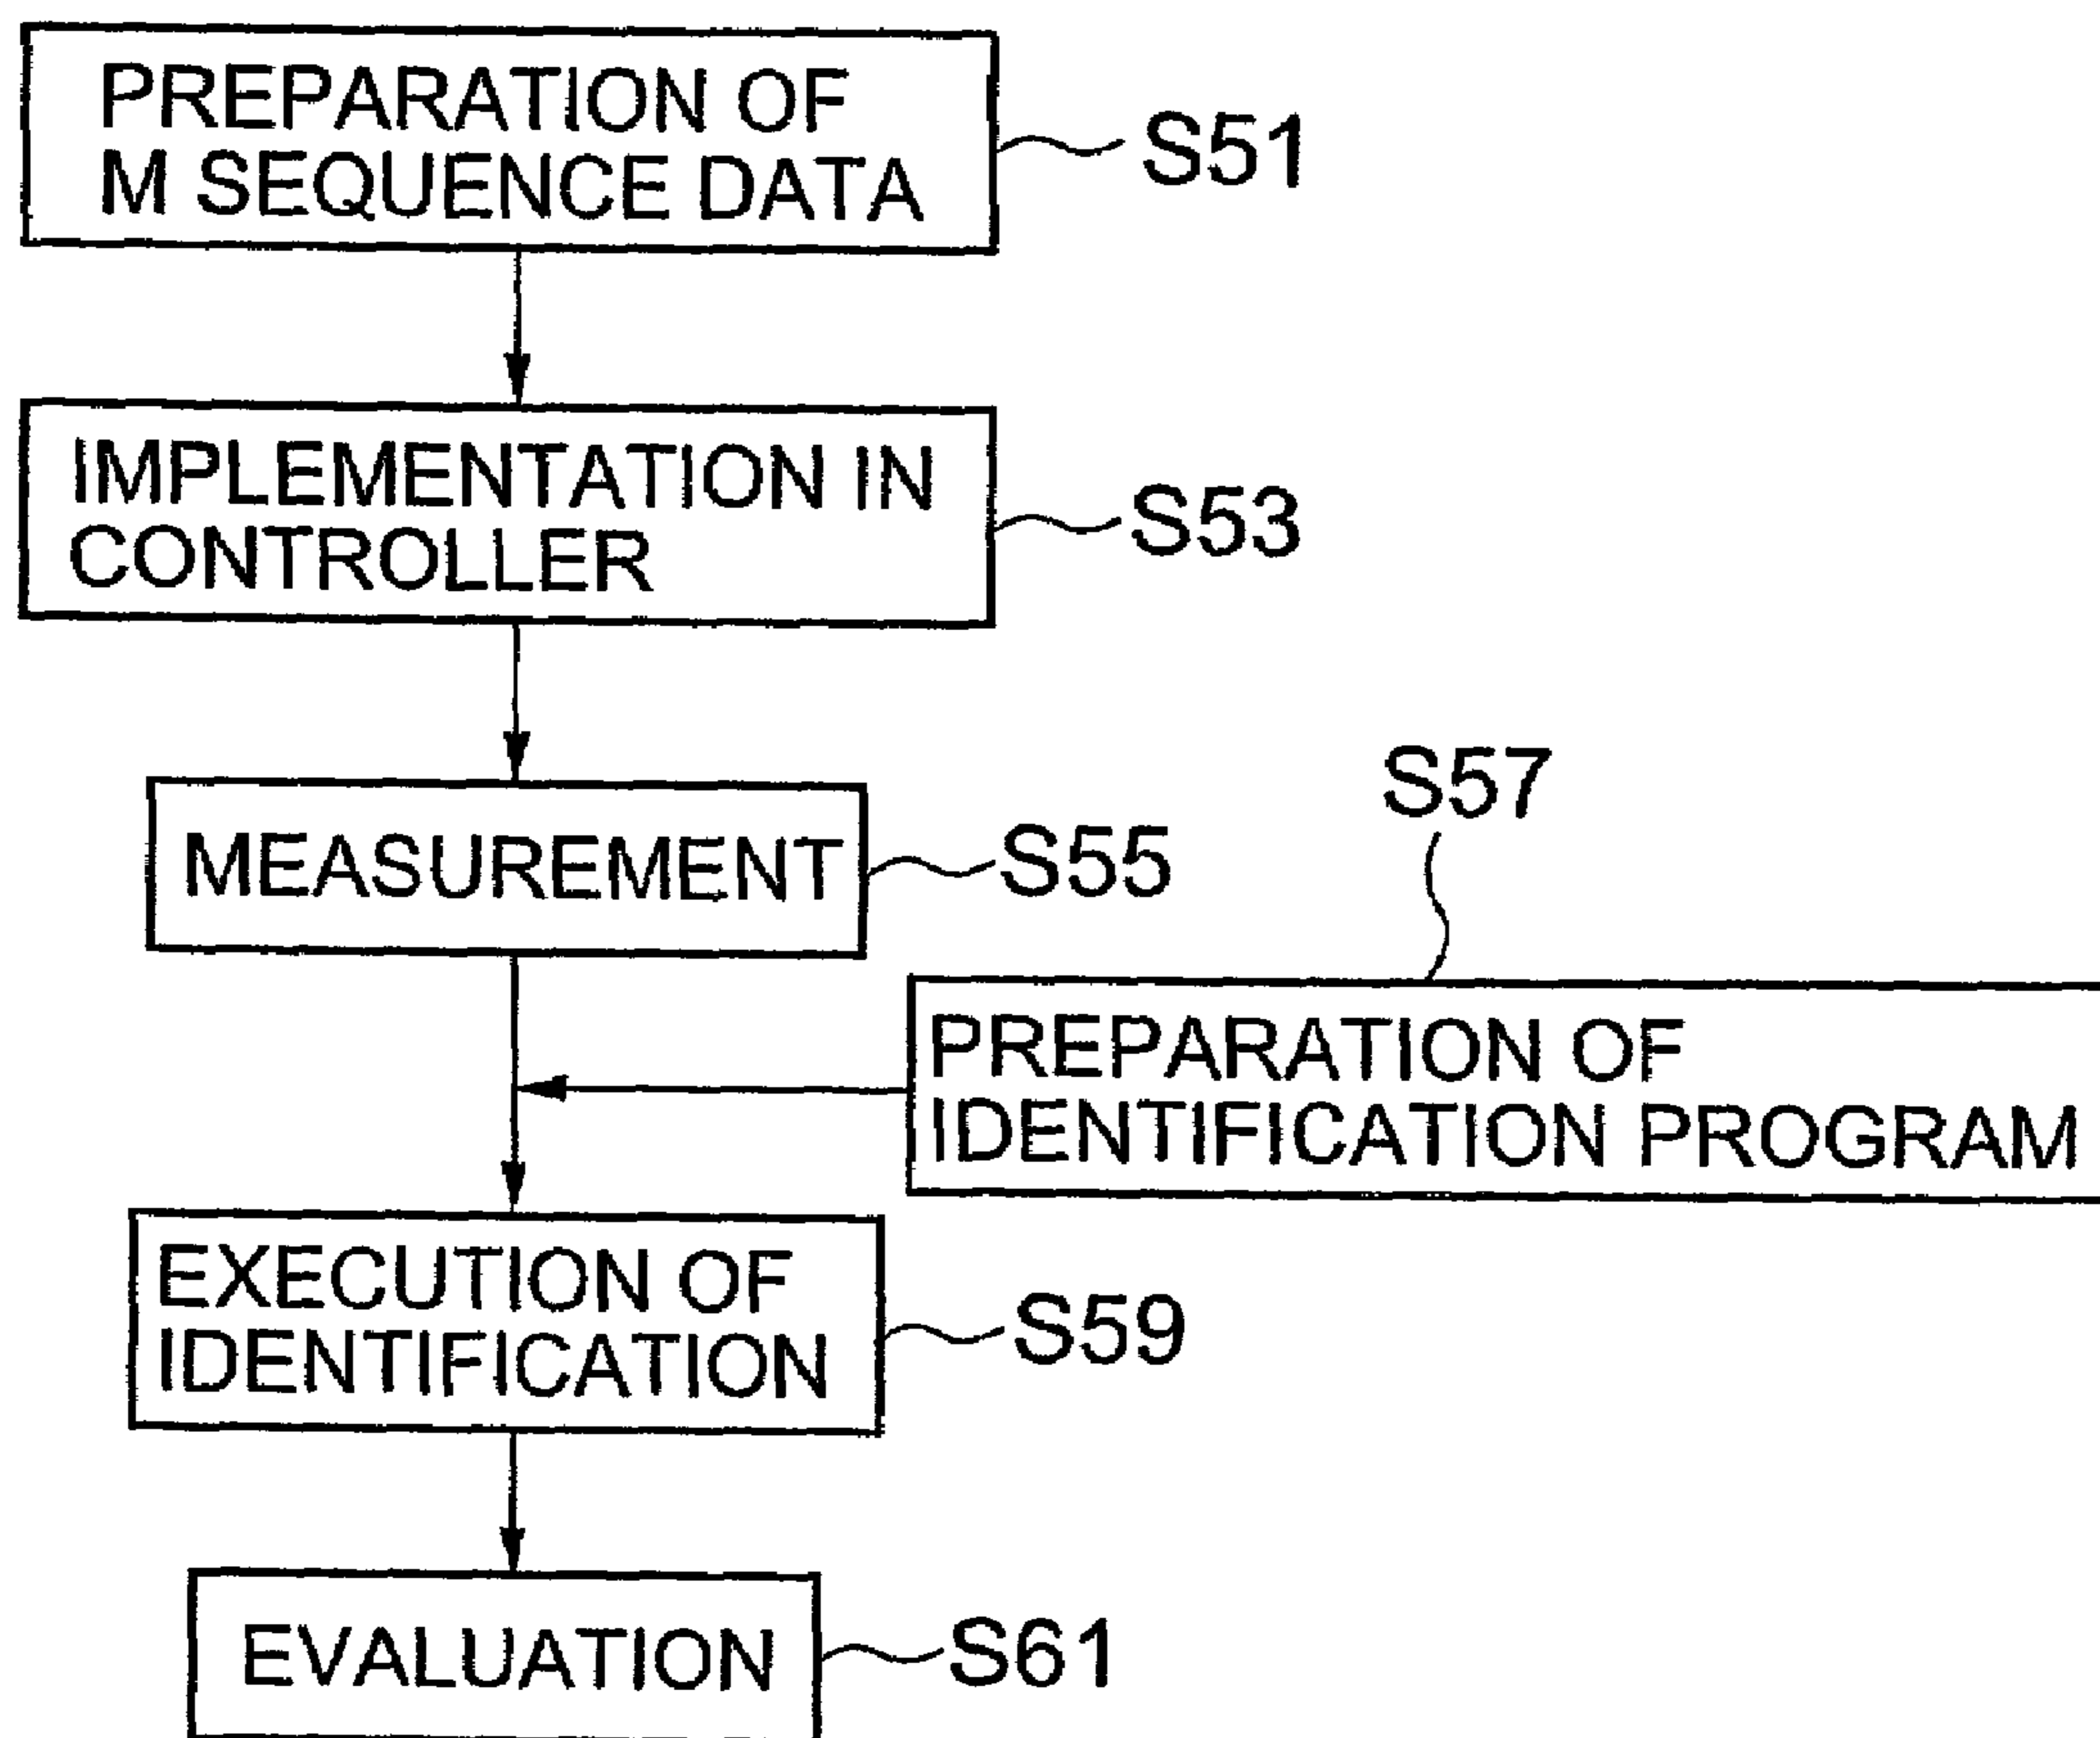 PREPARATION OF
M SEQUENCE DATA
S51
IMPLEMENTATION IN
CONTROLLER
S53
MEASUREMENT
S55
S57
PREPARATION OF
IDENTIFICATION PROGRAM
EXECUTION OF
IDENTIFICATION
S59
EVALUATION
S61